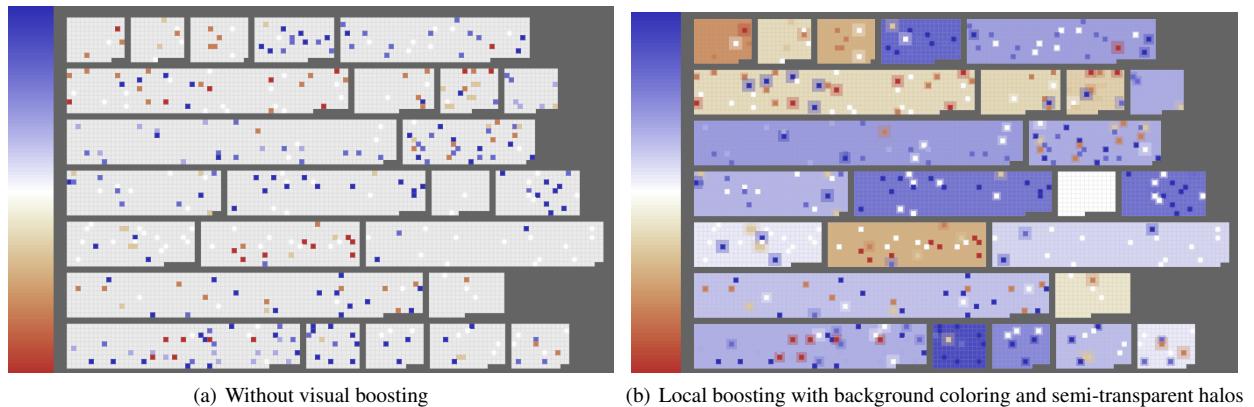 (a) Without visual boosting
(b) Local boosting with background coloring and semi-transparent halos